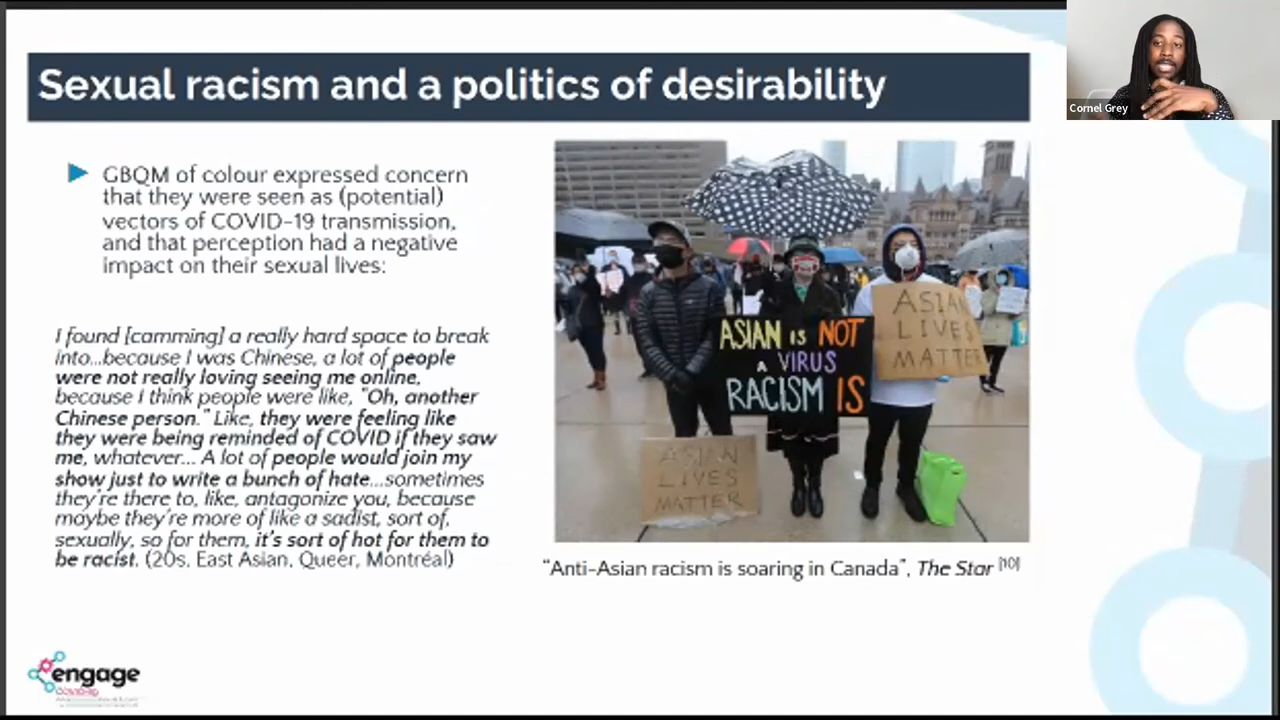 Sexual racism and a politics of desirability
Cornel Grey
GBQM of colour expressed concern
that they were seen as (potential)
vectors of COVID-19 transmission,
and that perception had a negative
impact on their sexual lives:
I found [camming] a really hard space to break
into...because I was Chinese, a lot of people
were not really loving seeing me online,
because I think people were like, "Oh, another
Chinese person." Like, they were feeling like
they were being reminded of COVID if they saw
me, whatever... A lot of people would join my
show just to write a bunch of hate...sometimes
they're there to, like, antagonize you, because
maybe they're more of like a sadist, sort of,
sexually, so for them, it's sort of hot for them to
be racist. (20s, East Asian, Queer, Montréal)
ASIAN IS NOT
A VIRUS
RACISM IS
ASIAN
LIVES
MATTER
ASIAN
LIVES
MATTER
"Anti-Asian racism is soaring in Canada", The Star [10]
engage